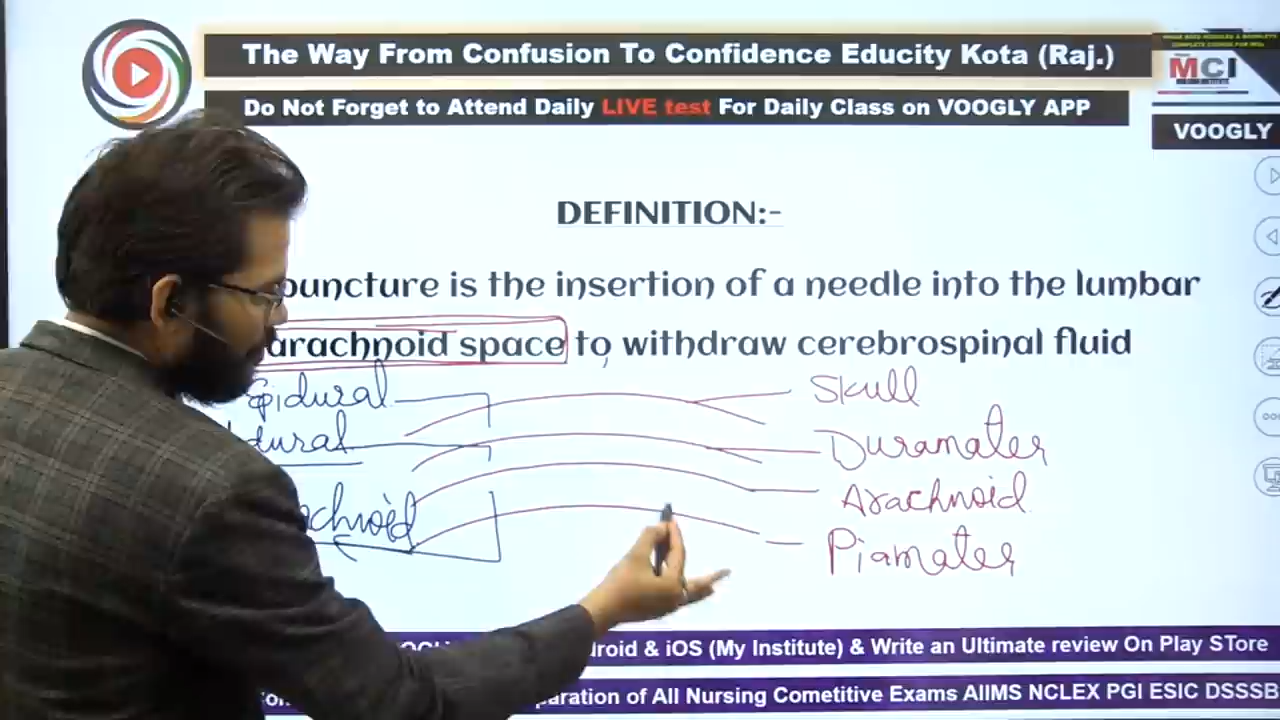 The Way From Confusion To Confidence Educity Kota (Raj.)
MCI
Do Not Forget to Attend Daily LIVE test For Daily Class on VOOGLY APP
VOOGLY
DEFINITION:-
puncture is the insertion of a needle into the lumbar
arachnoid space to withdraw cerebrospinal fluid
Epidural
Skull
dural
Duramater
Arachnoid
achnoid
Piamater
droid & iOS (My Institute) & Write an Ultimate review On Play STore
paration of All Nursing Cometitive Exams AIIMS NCLEX PGI ESIC DSSSB